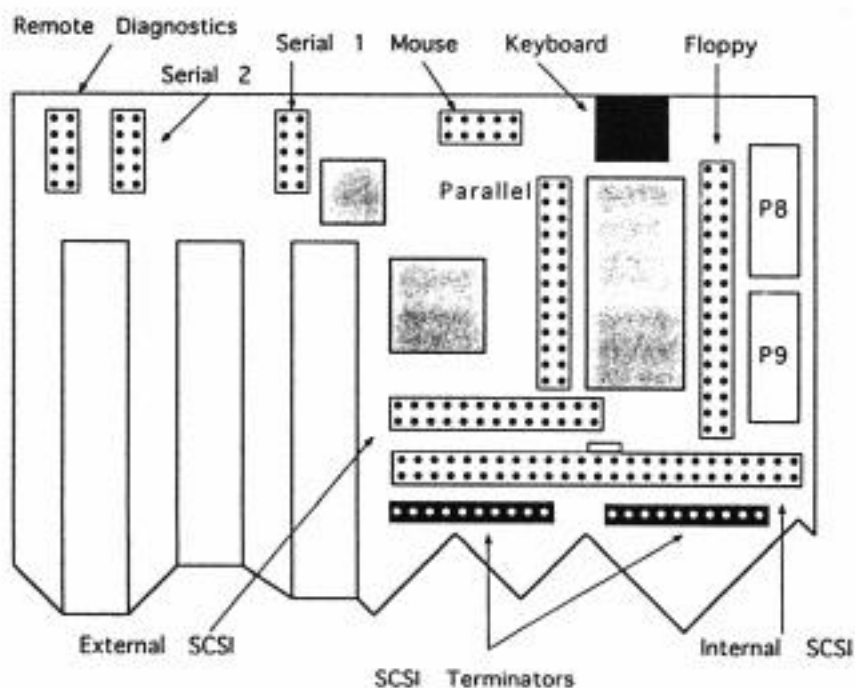 Remote Diagnostics
Serial 2
Serial 1
Mouse
Keyboard
Floppy
Parallel
P8
P9
External SCSI
SCSI Terminators
Internal SCSI